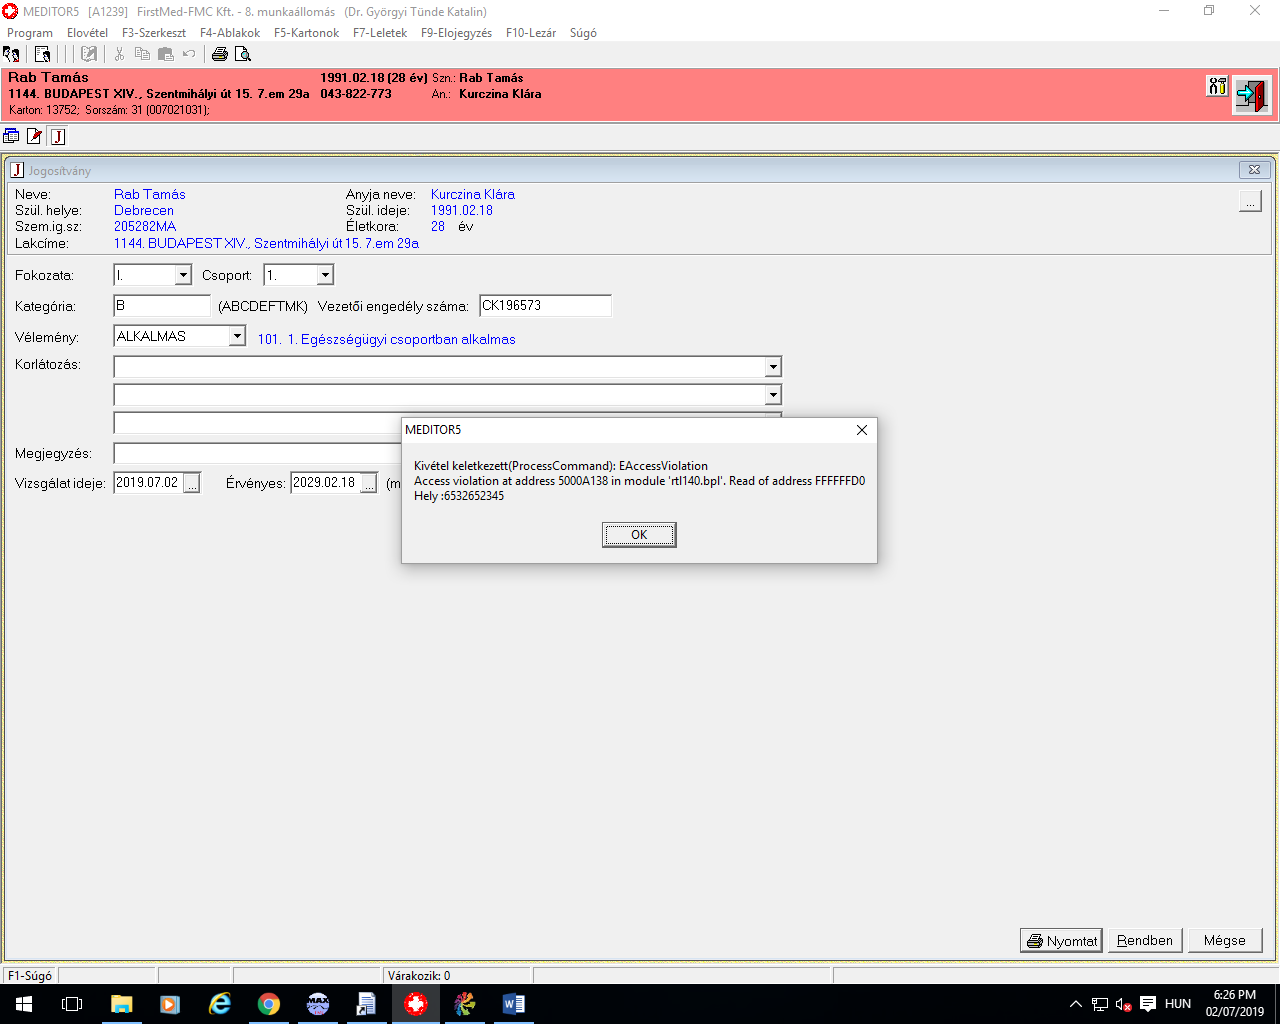 MEDITOR5 [A1239] FirstMed-FMC Kft. - 8. munkaállomás (Dr. Györgyi Tünde Katalin)
Program Elovétel F3-Szerkeszt F4-Ablakok F5-Kartonok F7-Leletek F9-Elojegyzés F10-Lezár Súgó
Rab Tamás 1991.02.18 (28 év) Szn.: Rab Tamás
1144. BUDAPEST XIV., Szentmihályi út 15. 7.em 29a 043-822-773 An.: Kurczina Klára
Karton: 13752; Sorszám: 31 (007021031);
J
J Jogosítvány
Neve: Rab Tamás Anyja neve: Kurczina Klára
Szül. helye: Debrecen Szül. ideje: 1991.02.18
...
Szem.ig.sz: 205282MA Életkora: 28 év
Lakcíme: 1144. BUDAPEST XIV., Szentmihályi út 15. 7.em 29a
Fokozata: I. Csoport: 1.
Kategória: B (ABCDEFTMK) Vezetői engedély száma: CK196573
Vélemény: ALKALMAS 101. 1. Egészségügyi csoportban alkalmas
Korlátozás:
Megjegyzés:
Vizsgálat ideje: 2019.07.02 ... Érvényes: 2029.02.18 ... (m
MEDITOR5
Kivétel keletkezett(ProcessCommand): EAccessViolation
Access violation at address 5000A138 in module 'rtl140.bpl'. Read of address FFFFFFD0
Hely :6532652345
OK
Nyomtat Rendben Mégse
F1-Súgó Várakozik: 0
MAX W HUN 6:26 PM
02/07/2019